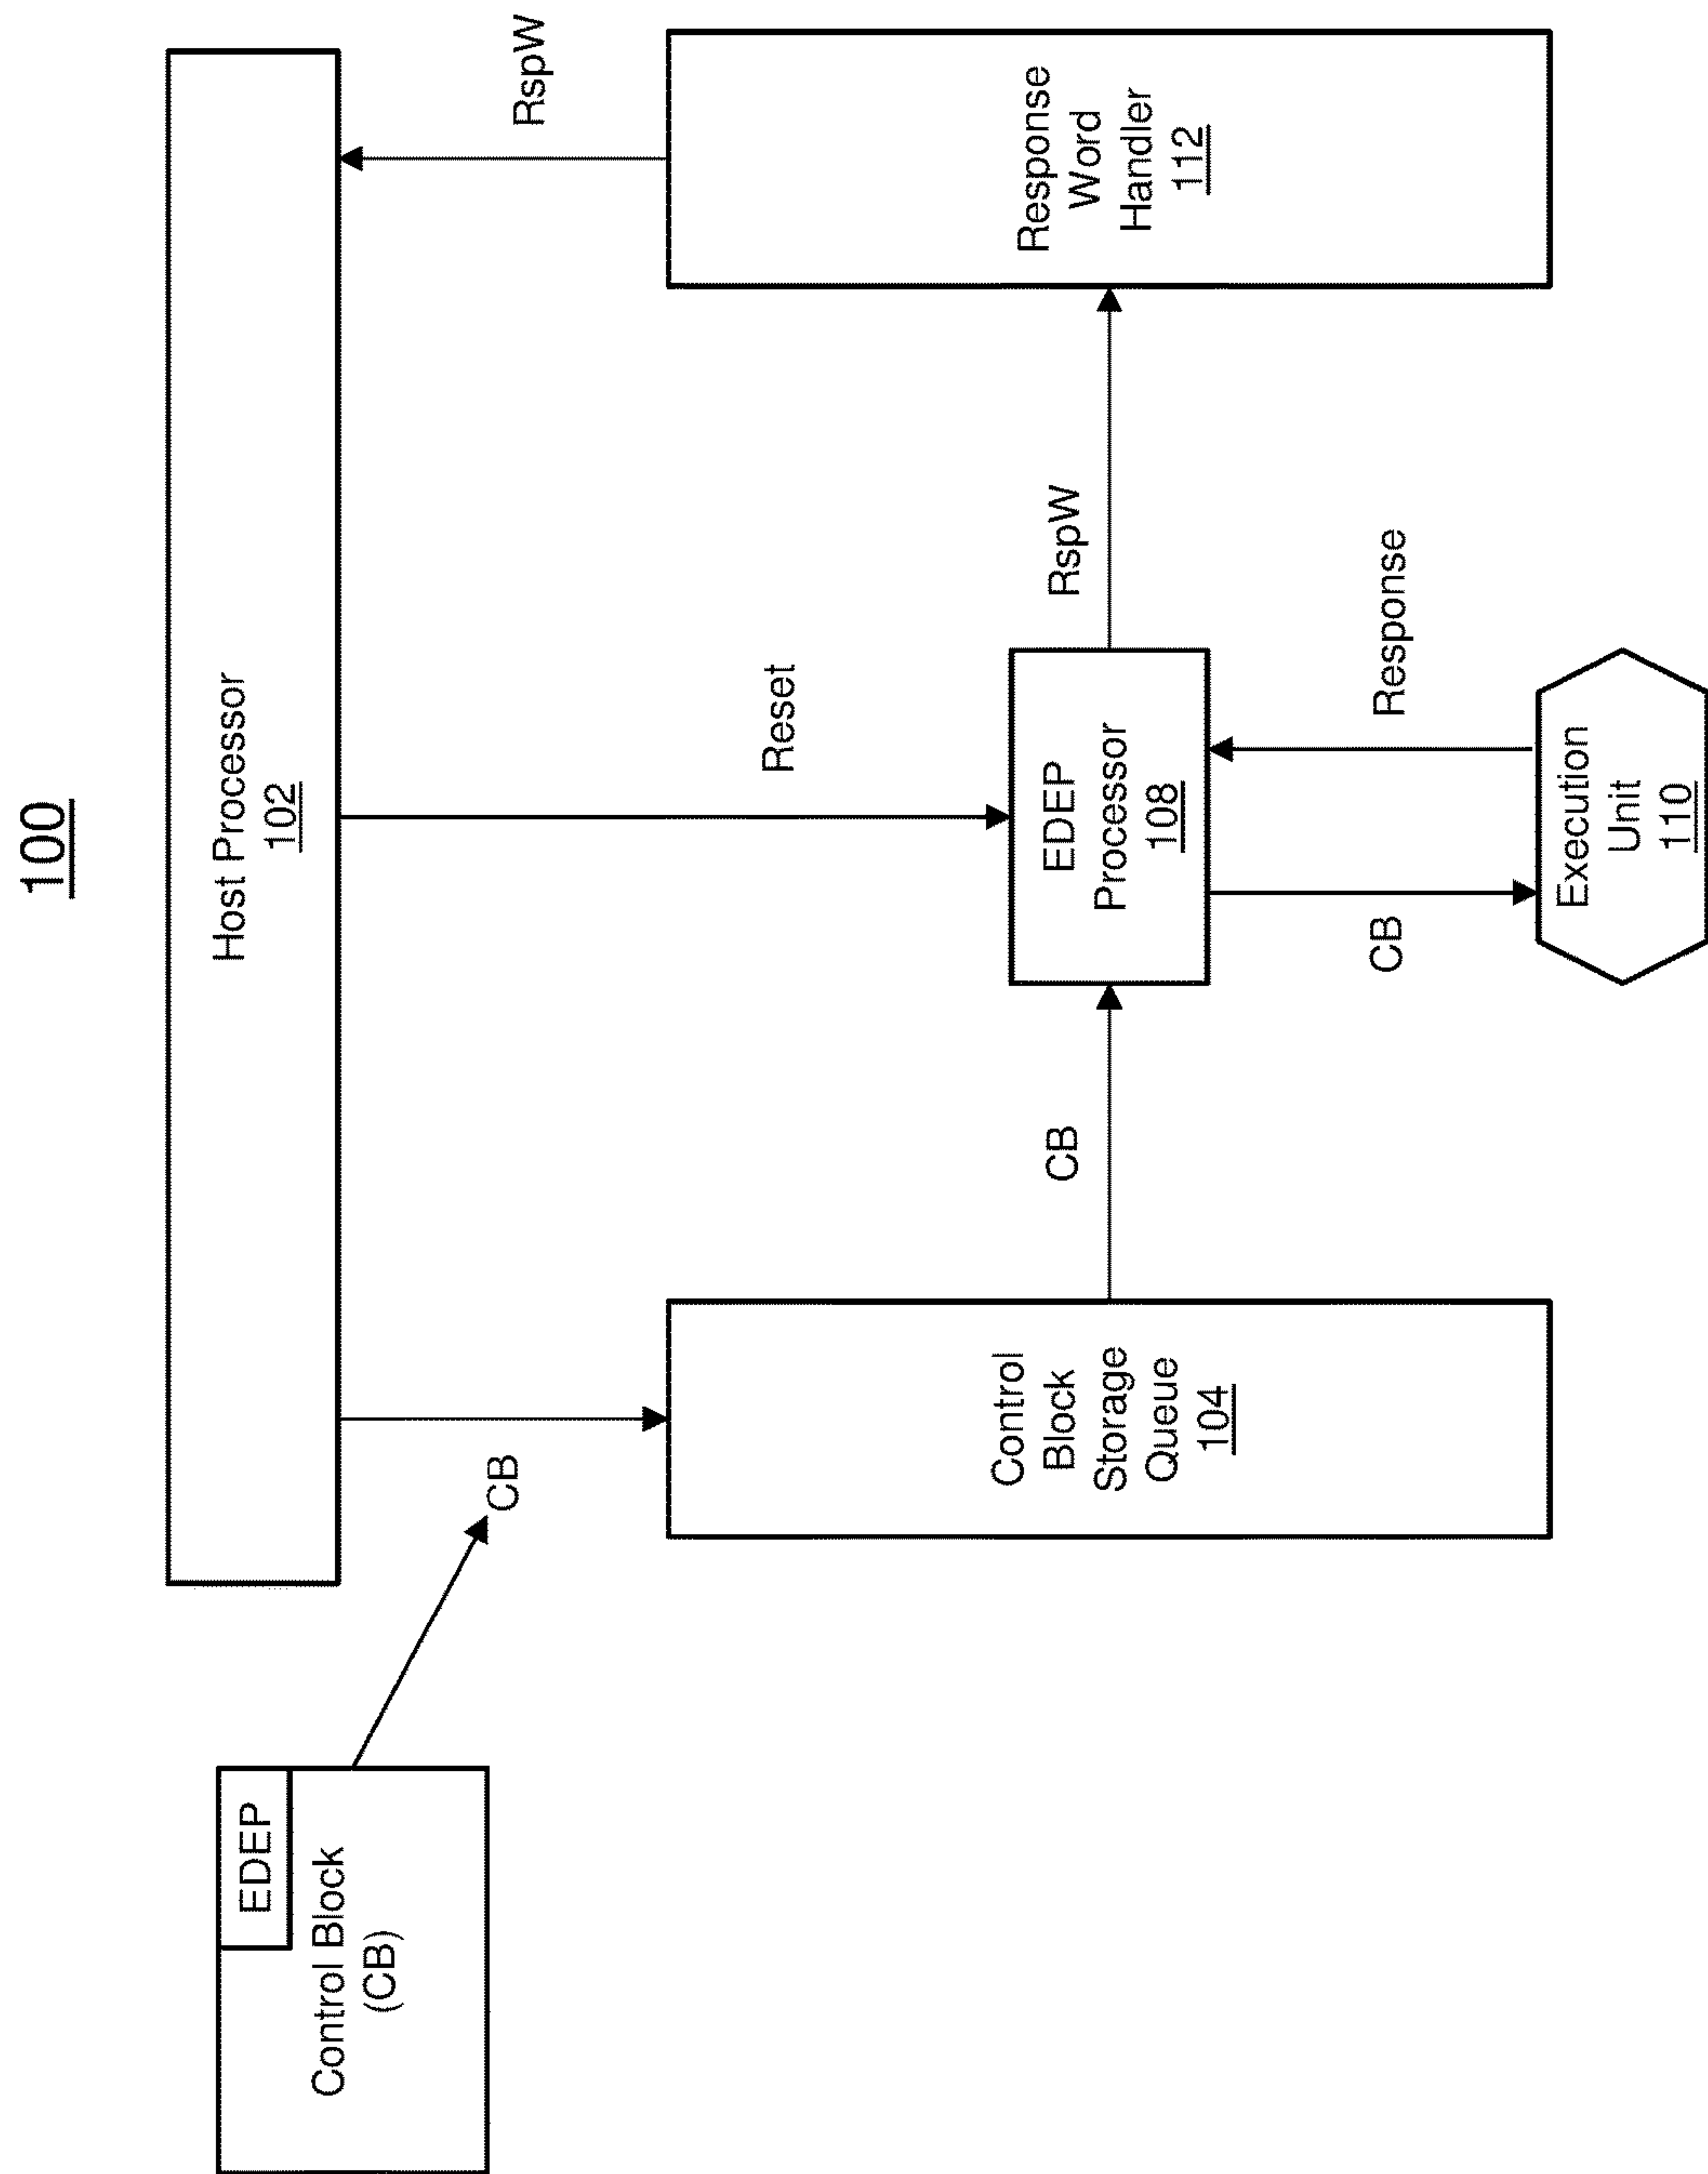 100
Host Processor
102
EDEP
Control Block
(CB)
CB
Reset
RspW
Control
Block
Storage
Queue
104
CB
EDEP
Processor
108
RspW
Response
Word
Handler
112
CB
Response
Execution
Unit
110